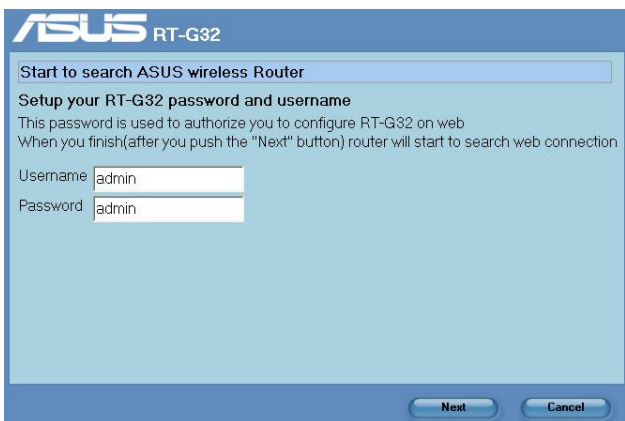 ASUS RT-G32
Start to search ASUS wireless Router
Setup your RT-G32 password and username
This password is used to authorize you to configure RT-G32 on web
When you finish(after you push the "Next" button) router will start to search web connection
Username admin
Password admin
Next Cancel